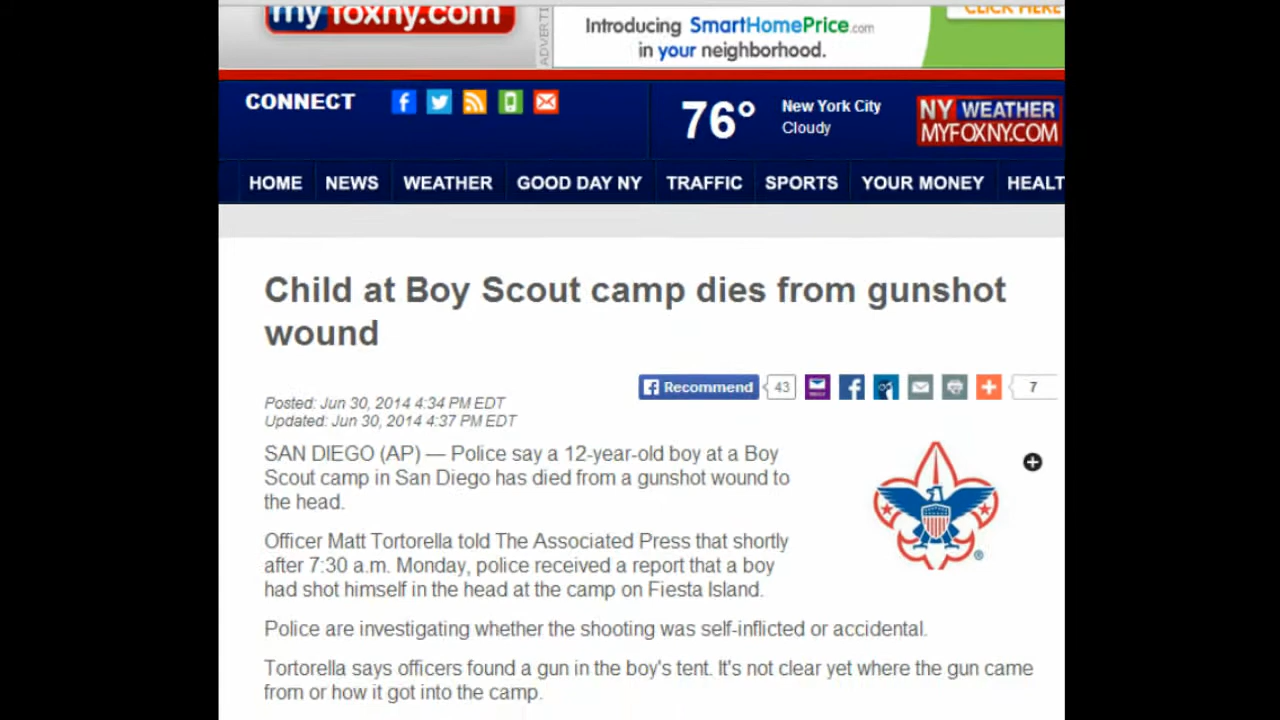 myfoxny.com
ADVERTI
Introducing SmartHomePrice.com
in your neighborhood.
CLICK HERE
CONNECT
76°
New York City
Cloudy
NY WEATHER
MYFOXNY.COM
HOME NEWS WEATHER GOOD DAY NY TRAFFIC SPORTS YOUR MONEY HEALT
Child at Boy Scout camp dies from gunshot
wound
Recommend 43 7
Posted: Jun 30, 2014 4:34 PM EDT
Updated: Jun 30, 2014 4:37 PM EDT
SAN DIEGO (AP) — Police say a 12-year-old boy at a Boy
Scout camp in San Diego has died from a gunshot wound to
the head.
Officer Matt Tortorella told The Associated Press that shortly
after 7:30 a.m. Monday, police received a report that a boy
had shot himself in the head at the camp on Fiesta Island.
Police are investigating whether the shooting was self-inflicted or accidental.
Tortorella says officers found a gun in the boy's tent. It's not clear yet where the gun came
from or how it got into the camp.